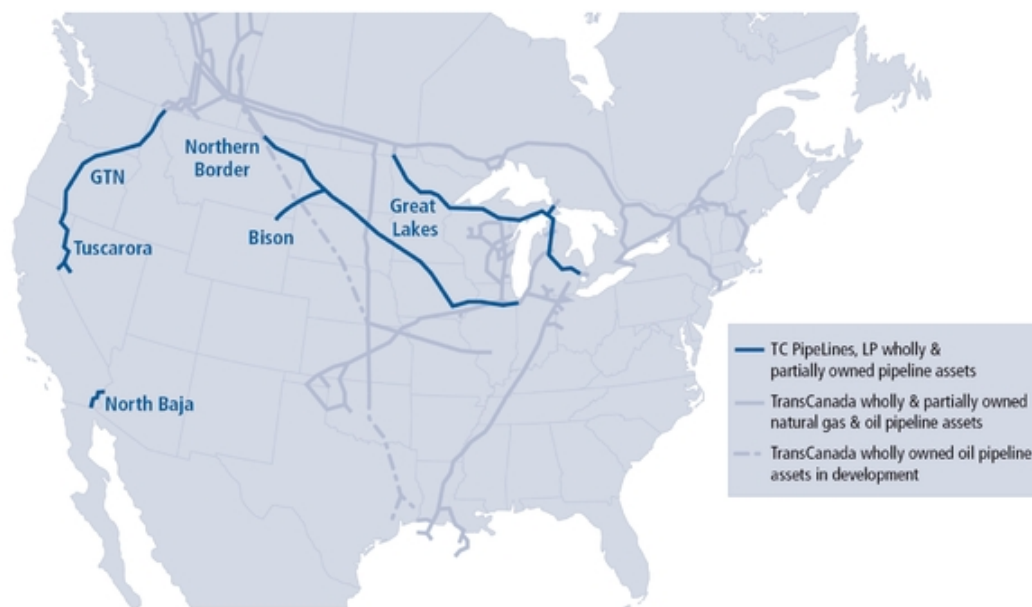 Northern
Border
GTN
Great
Lakes
Bison
Tuscarora
North Baja
TC PipeLines, LP wholly &
partially owned pipeline assets
TransCanada wholly & partially owned
natural gas & oil pipeline assets
TransCanada wholly owned oil pipeline
assets in development